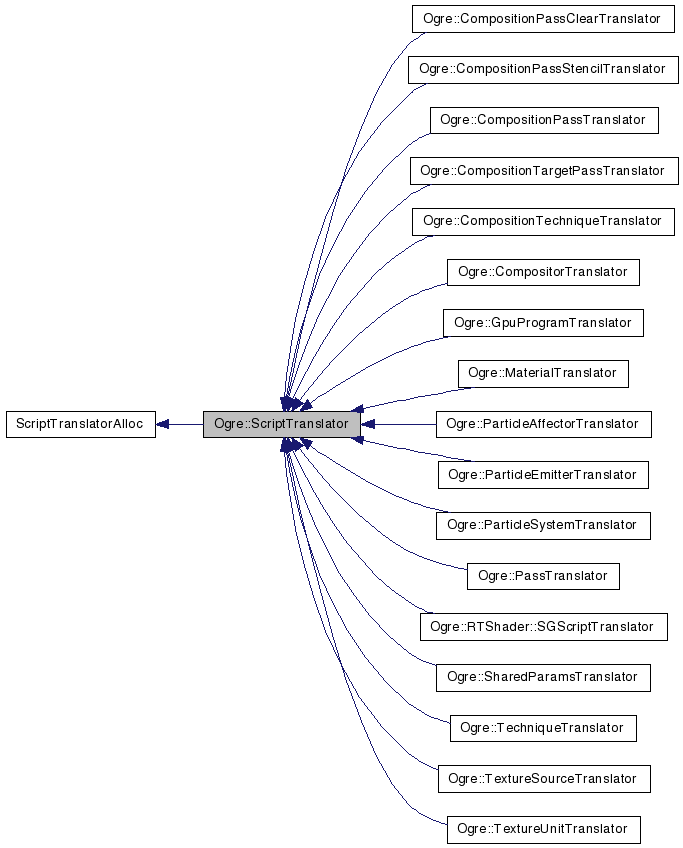 Ogre::CompositionPassClearTranslator
Ogre::CompositionPassStencilTranslator
Ogre::CompositionPassTranslator
Ogre::CompositionTargetPassTranslator
Ogre::CompositionTechniqueTranslator
Ogre::CompositorTranslator
Ogre::GpuProgramTranslator
Ogre::MaterialTranslator
ScriptTranslatorAlloc
Ogre::ScriptTranslator
Ogre::ParticleAffectorTranslator
Ogre::ParticleEmitterTranslator
Ogre::ParticleSystemTranslator
Ogre::PassTranslator
Ogre::RTShader::SGScriptTranslator
Ogre::SharedParamsTranslator
Ogre::TechniqueTranslator
Ogre::TextureSourceTranslator
Ogre::TextureUnitTranslator